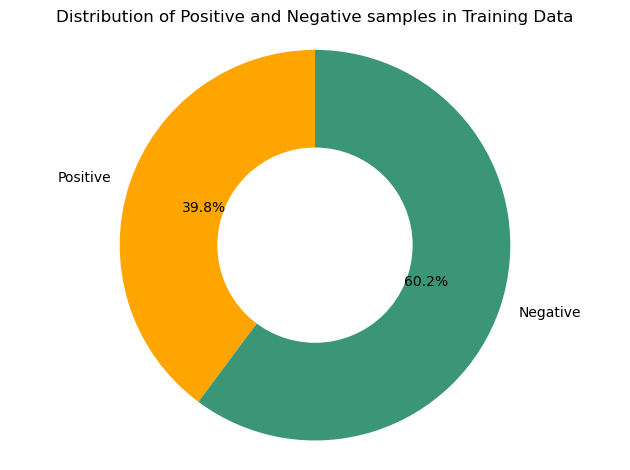 Distribution of Positive and Negative samples in Training Data
Positive
39.8%
60.2%
Negative